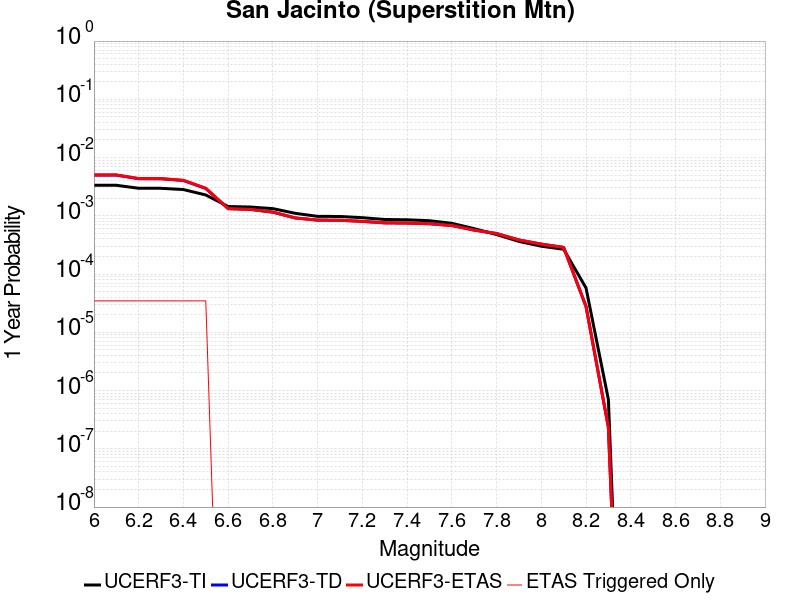 San Jacinto (Superstition Mtn)
10^0
10^-1
10^-2
10^-3
10^-4
10^-5
10^-6
10^-7
10^-8
1 Year Probability
6 6.2 6.4 6.6 6.8 7 7.2 7.4 7.6 7.8 8 8.2 8.4 8.6 8.8 9
Magnitude
UCERF3-TI UCERF3-TD UCERF3-ETAS ETAS Triggered Only